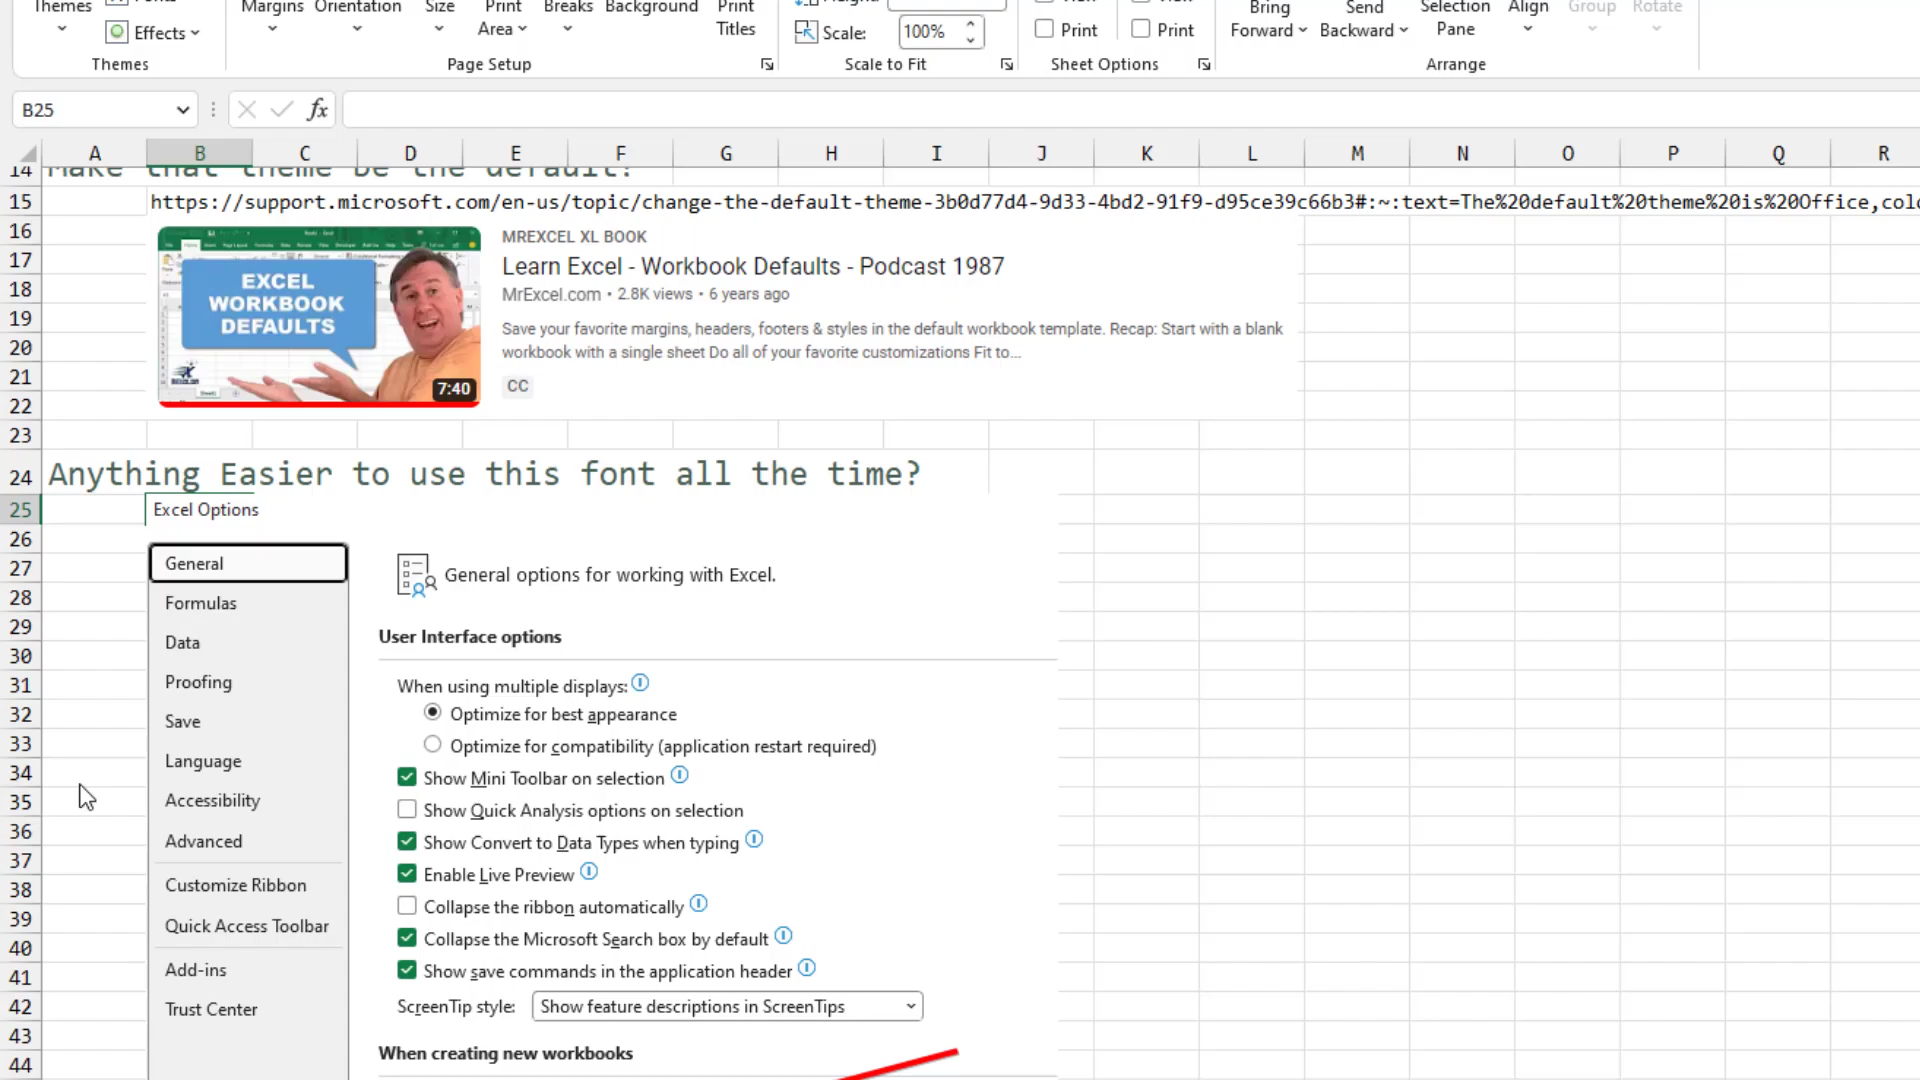 Themes
Effects
Themes
Margins
Orientation
Size
Print Area
Breaks
Background
Print Titles
Page Setup
Scale:
100%
Scale to Fit
Print
Print
Sheet Options
Bring Forward
Send Backward
Selection Pane
Align
Group
Rotate
Arrange
B25
fx
A B C D E F G H I J K L M N O P Q R
14 Make that theme be the default?
15 https://support.microsoft.com/en-us/topic/change-the-default-theme-3b0d77d4-9d33-4bd2-91f9-d95ce39c66b3#:~:text=The%20default%20theme%20is%20Office,colo
16
17
18
19
20
21
22
EXCEL
WORKBOOK
DEFAULTS
7:40
MREXCEL XL BOOK
Learn Excel - Workbook Defaults - Podcast 1987
MrExcel.com • 2.8K views • 6 years ago
Save your favorite margins, headers, footers & styles in the default workbook template. Recap: Start with a blank
workbook with a single sheet Do all of your favorite customizations Fit to...
CC
23
24 Anything Easier to use this font all the time?
25 Excel Options
26
27
28
29
30
31
32
33
34
35
36
37
38
39
40
41
42
43
44
General
Formulas
Data
Proofing
Save
Language
Accessibility
Advanced
Customize Ribbon
Quick Access Toolbar
Add-ins
Trust Center
General options for working with Excel.
User Interface options
When using multiple displays:
Optimize for best appearance
Optimize for compatibility (application restart required)
Show Mini Toolbar on selection
Show Quick Analysis options on selection
Show Convert to Data Types when typing
Enable Live Preview
Collapse the ribbon automatically
Collapse the Microsoft Search box by default
Show save commands in the application header
ScreenTip style: Show feature descriptions in ScreenTips
When creating new workbooks